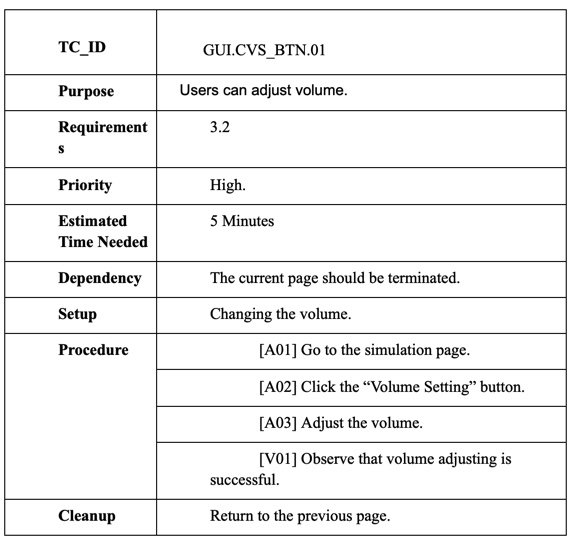 TC_ID GUI.CVS_BTN.01
Purpose Users can adjust volume.
Requirement 3.2
s
Priority High.
Estimated 5 Minutes
Time Needed
Dependency The current page should be terminated.
Setup Changing the volume.
Procedure [A01] Go to the simulation page.
[A02] Click the “Volume Setting” button.
[A03] Adjust the volume.
[V01] Observe that volume adjusting is
successful.
Cleanup Return to the previous page.